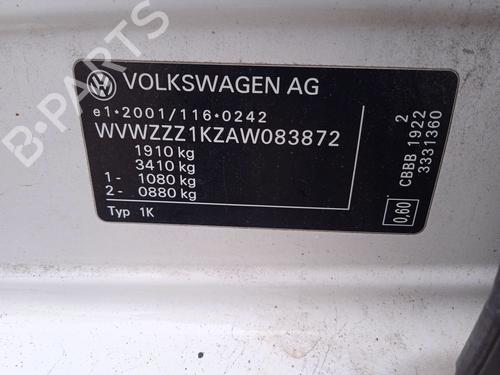 VOLKSWAGEN AG
e1*2001/116*0242
WVWZZZ1KZAW083872
1910 kg
3410 kg
1- 1080 kg
2- 0880 kg
Typ 1K
2
CBBB 1922
3331360
0,60
B-PARTS